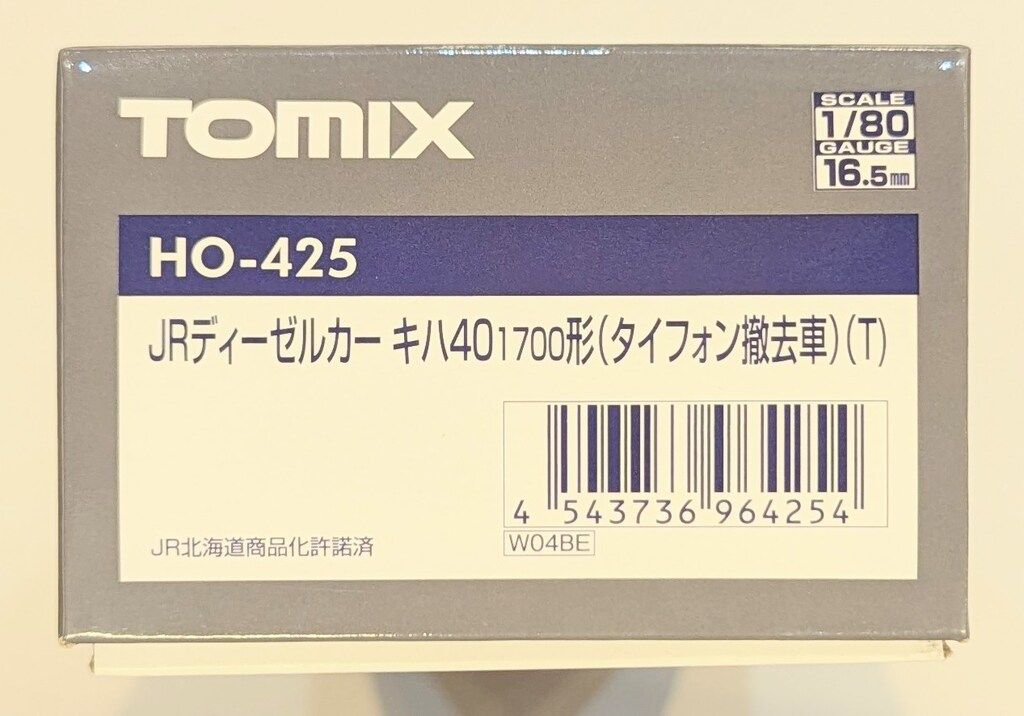 TOMIX
SCALE
1/80
GAUGE
16.5mm
HO-425
JRディーゼルカー キハ40 1700形(タイフォン撤去車)(T)
4 543736 964254
W04BE
JR北海道商品化許諾済